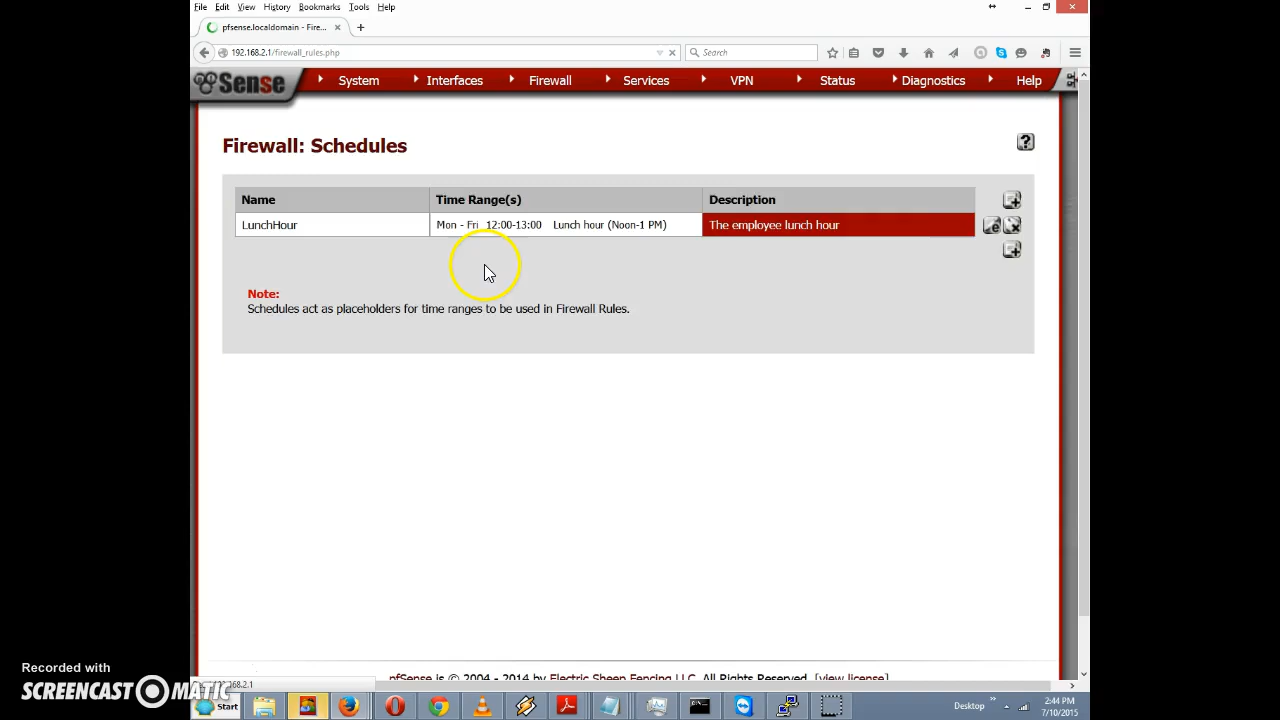 File Edit View History Bookmarks Tools Help
pfsense.localdomain - Fire...
192.168.2.1/firewall_rules.php
Search
Sense
System Interfaces Firewall Services VPN Status Diagnostics Help
Firewall: Schedules
Name Time Range(s) Description
LunchHour Mon - Fri 12:00-13:00 Lunch hour (Noon-1 PM) The employee lunch hour
Note:
Schedules act as placeholders for time ranges to be used in Firewall Rules.
pfSense is © 2004 - 2014 by Electric Sheep Fencing LLC. All Rights Reserved. [view license]
Recorded with
SCREENCAST-O-MATIC
Start
Desktop
2:44 PM
7/10/2015